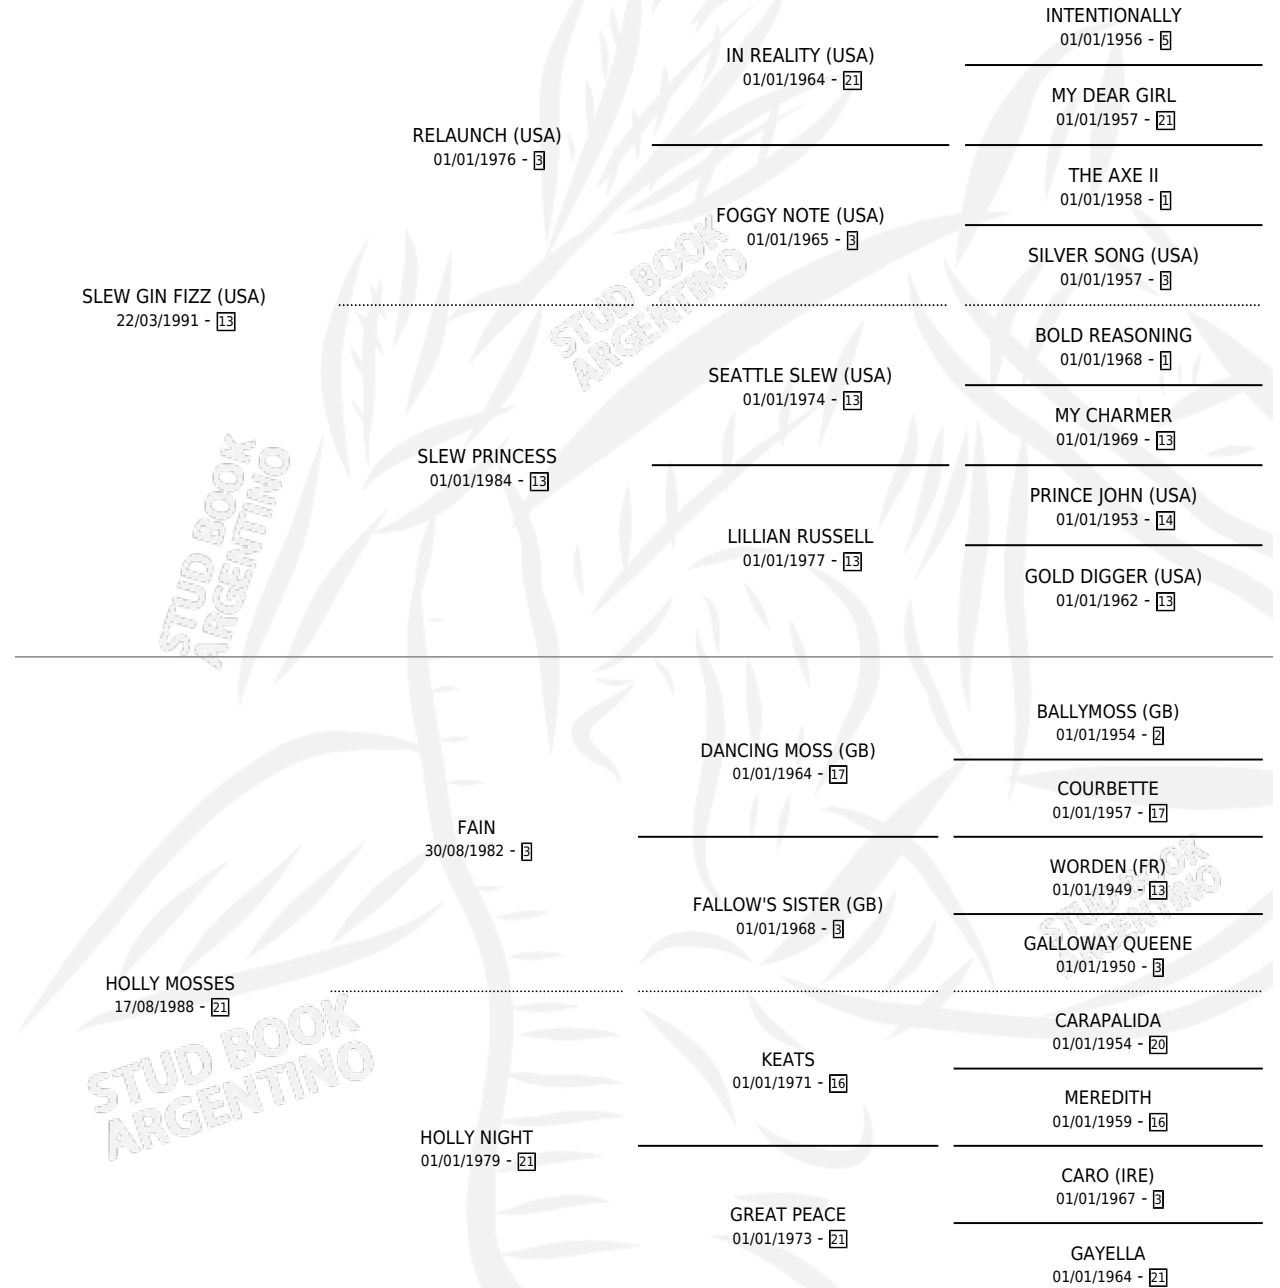 INTENTIONALLY
01/01/1956 - 5
IN REALITY (USA)
01/01/1964 - 21
MY DEAR GIRL
01/01/1957 - 21
RELAUNCH (USA)
01/01/1976 - 3
THE AXE II
01/01/1958 - 1
FOGGY NOTE (USA)
01/01/1965 - 3
SILVER SONG (USA)
01/01/1957 - 3
SLEW GIN FIZZ (USA)
22/03/1991 - 13
BOLD REASONING
01/01/1968 - 1
SEATTLE SLEW (USA)
01/01/1974 - 13
MY CHARMER
01/01/1969 - 13
SLEW PRINCESS
01/01/1984 - 13
PRINCE JOHN (USA)
01/01/1953 - 14
LILLIAN RUSSELL
01/01/1977 - 13
GOLD DIGGER (USA)
01/01/1962 - 13
BALLYMOSS (GB)
01/01/1954 - 2
DANCING MOSS (GB)
01/01/1964 - 17
COURBETTE
01/01/1957 - 17
FAIN
30/08/1982 - 3
WORDEN (FR)
01/01/1949 - 13
FALLOW'S SISTER (GB)
01/01/1968 - 3
GALLOWAY QUEENE
01/01/1950 - 3
HOLLY MOSSES
17/08/1988 - 21
CARAPALIDA
01/01/1954 - 20
KEATS
01/01/1971 - 16
MEREDITH
01/01/1959 - 16
HOLLY NIGHT
01/01/1979 - 21
CARO (IRE)
01/01/1967 - 3
GREAT PEACE
01/01/1973 - 21
GAYELLA
01/01/1964 - 21
STUD BOOK
ARGENTINO
STUD BOOK
ARGENTINO
STUD BOOK
ARGENTINO
STUD BOOK
ARGENTINO